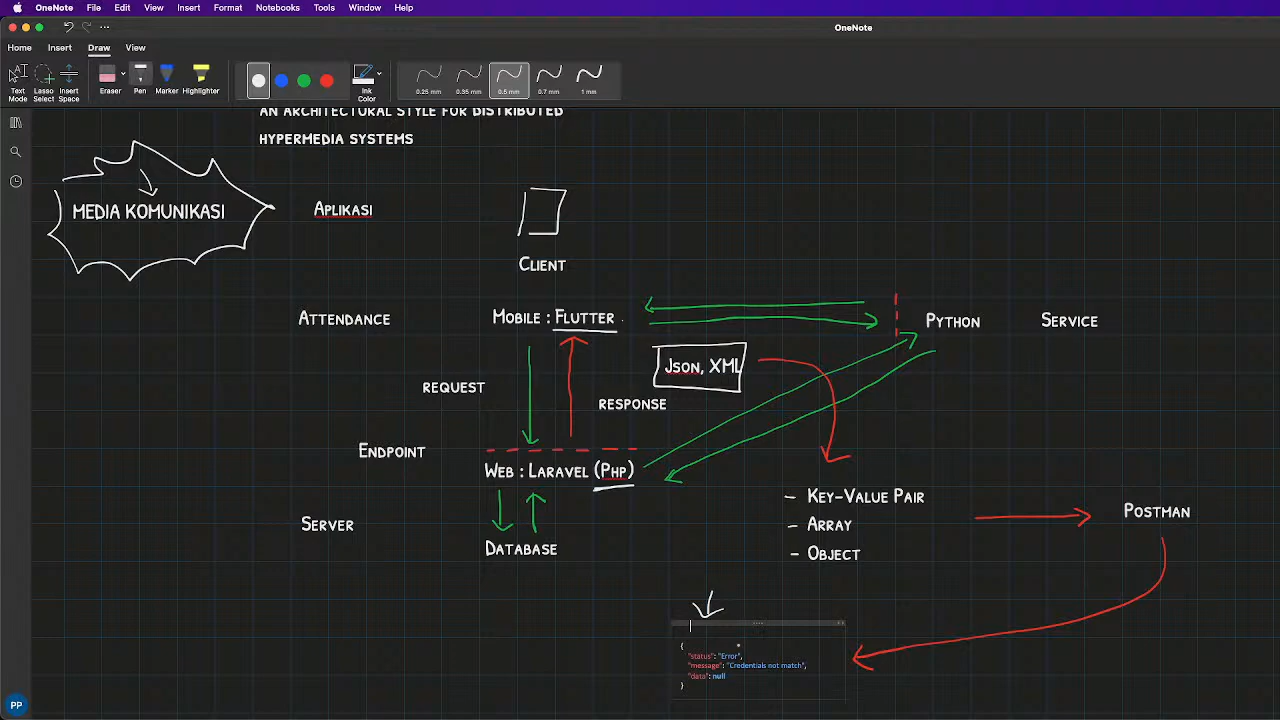 OneNote File Edit View Insert Format Notebooks Tools Window Help
OneNote
Home Insert Draw View
Text Mode
Lasso Select
Insert Space
Eraser
Pen
Marker
Highlighter
Ink Color
0.25 mm
0.35 mm
0.5 mm
0.7 mm
1 mm
AN ARCHITECTURAL STYLE FOR DISTRIBUTED
HYPERMEDIA SYSTEMS
MEDIA KOMUNIKASI
APLIKASI
CLIENT
ATTENDANCE
MOBILE : FLUTTER
PYTHON
SERVICE
JSON, XML
REQUEST
RESPONSE
ENDPOINT
WEB : LARAVEL (PHP)
SERVER
DATABASE
– KEY-VALUE PAIR
– ARRAY
– OBJECT
POSTMAN
{
"status": "Error",
"message": "Credentials not match",
"data": null
}
PP